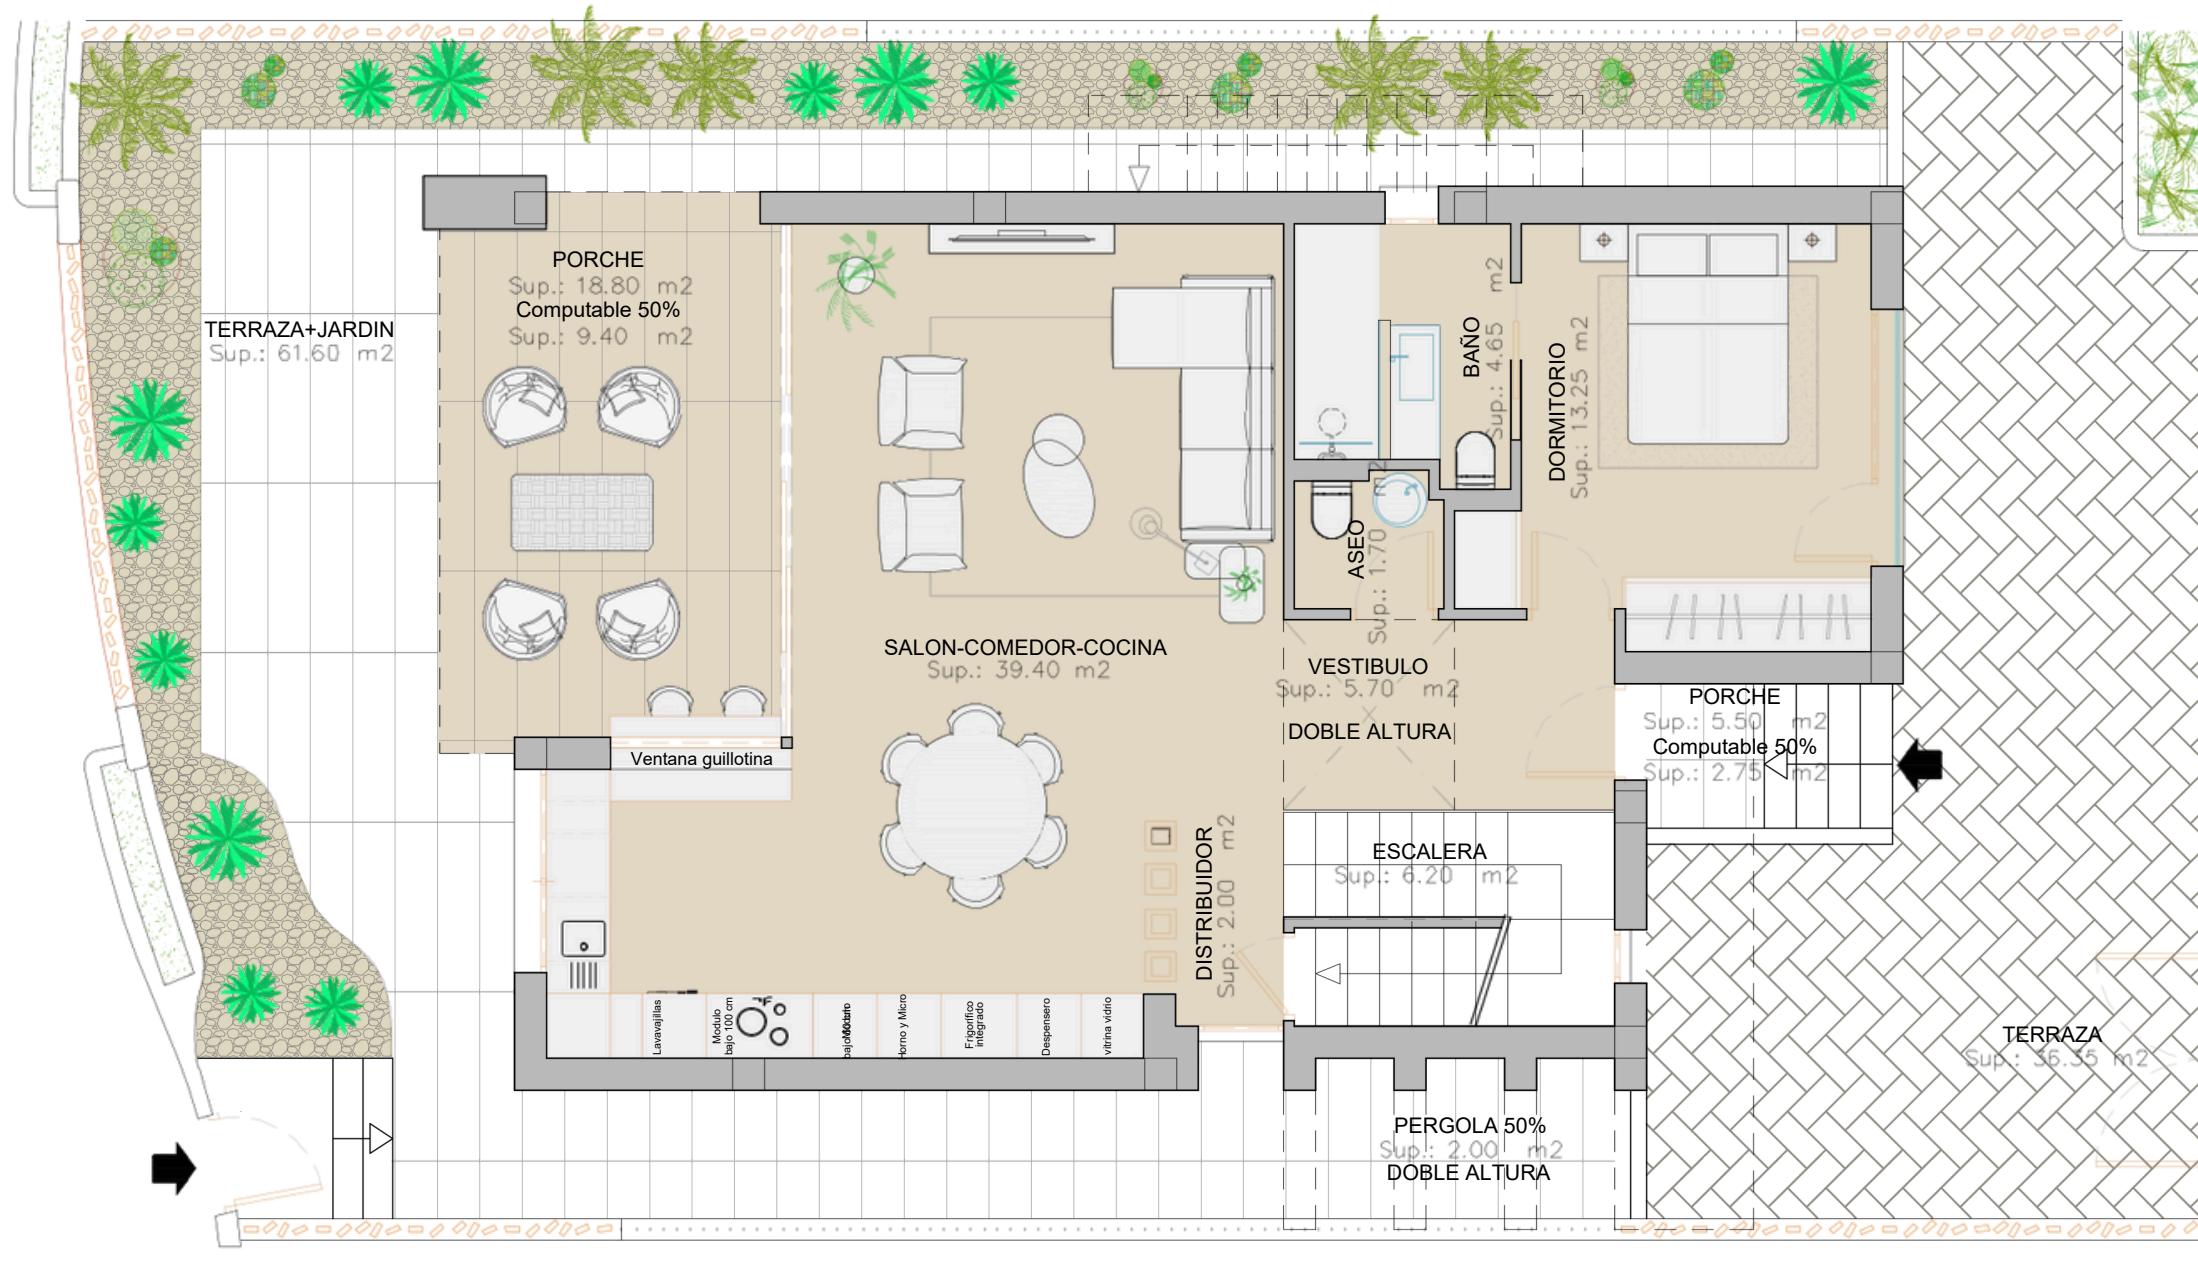 PORCHE
Sup.: 18.80 m2
Computable 50%
Sup.: 9.40 m2
TERRAZA+JARDIN
Sup.: 61.60 m2
BAÑO
Sup.: 4.65 m2
DORMITORIO
Sup.: 13.25 m2
ASEO
Sup.: 1.70 m2
SALON-COMEDOR-COCINA
Sup.: 39.40 m2
VESTIBULO
Sup.: 5.70 m2
DOBLE ALTURA
PORCHE
Sup.: 5.50 m2
Computable 50%
Sup.: 2.75 m2
Ventana guillotina
DISTRIBUIDOR
Sup.: 2.00 m2
ESCALERA
Sup.: 6.20 m2
Lavavajillas
Modulo
bajo 100 cm
Horno y Micro
Frigorífico
integrado
Despensero
vitrina vidrio
TERRAZA
Sup.: 36.35 m2
PERGOLA 50%
Sup.: 2.00 m2
DOBLE ALTURA